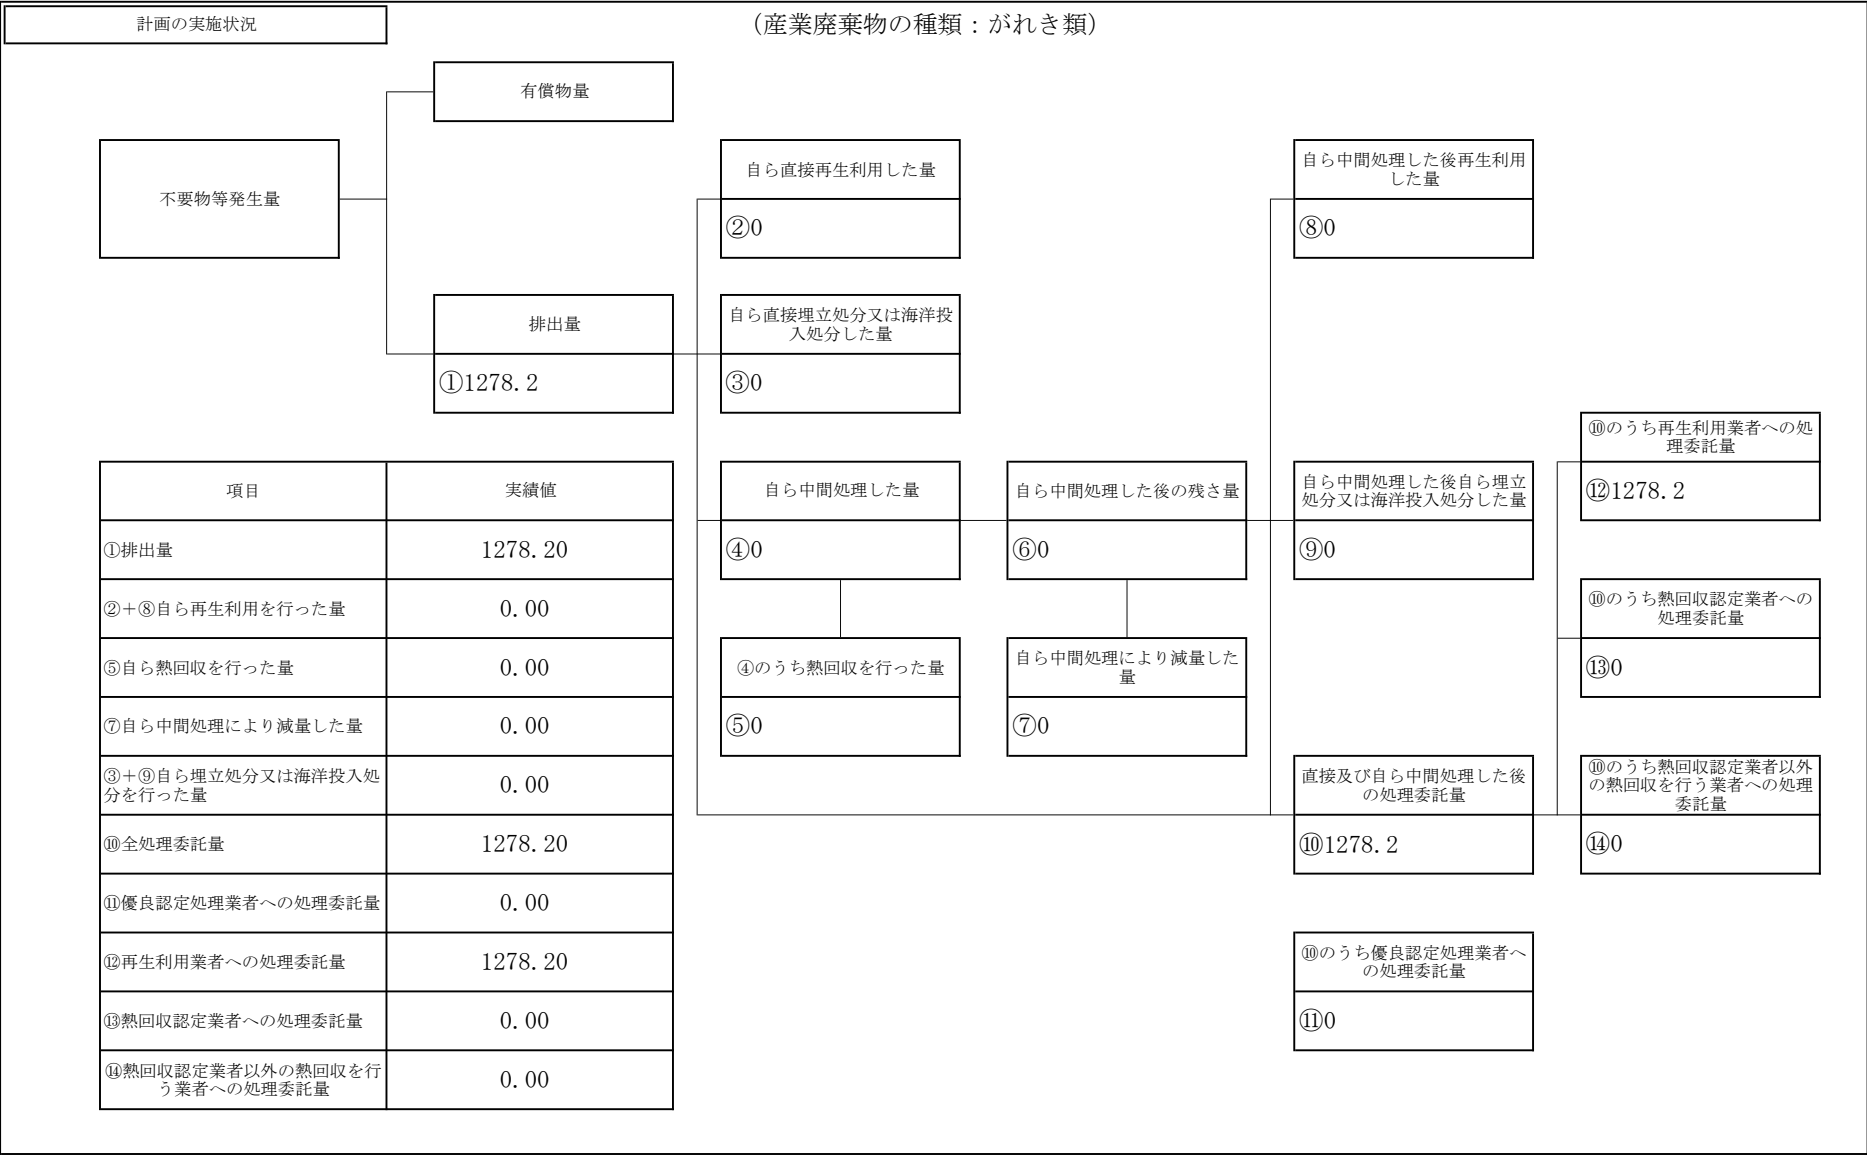 計画の実施状況
（産業廃棄物の種類：がれき類）
有償物量
不要物等発生量
自ら直接再生利用した量
②0
自ら中間処理した後再生利用
した量
⑧0
排出量
①1278.2
自ら直接埋立処分又は海洋投
入処分した量
③0
⑩のうち再生利用業者への処
理委託量
⑫1278.2
自ら中間処理した量
④0
自ら中間処理した後の残さ量
⑥0
自ら中間処理した後自ら埋立
処分又は海洋投入処分した量
⑨0
⑩のうち熱回収認定業者への
処理委託量
⑬0
④のうち熱回収を行った量
⑤0
自ら中間処理により減量した
量
⑦0
直接及び自ら中間処理した後
の処理委託量
⑩1278.2
⑩のうち熱回収認定業者以外
の熱回収を行う業者への処理
委託量
⑭0
⑩のうち優良認定処理業者へ
の処理委託量
⑪0
項目 実績値
①排出量 1278.20
②＋⑧自ら再生利用を行った量 0.00
⑤自ら熱回収を行った量 0.00
⑦自ら中間処理により減量した量 0.00
③＋⑨自ら埋立処分又は海洋投入処
分を行った量 0.00
⑩全処理委託量 1278.20
⑪優良認定処理業者への処理委託量 0.00
⑫再生利用業者への処理委託量 1278.20
⑬熱回収認定業者への処理委託量 0.00
⑭熱回収認定業者以外の熱回収を行
う業者への処理委託量 0.00